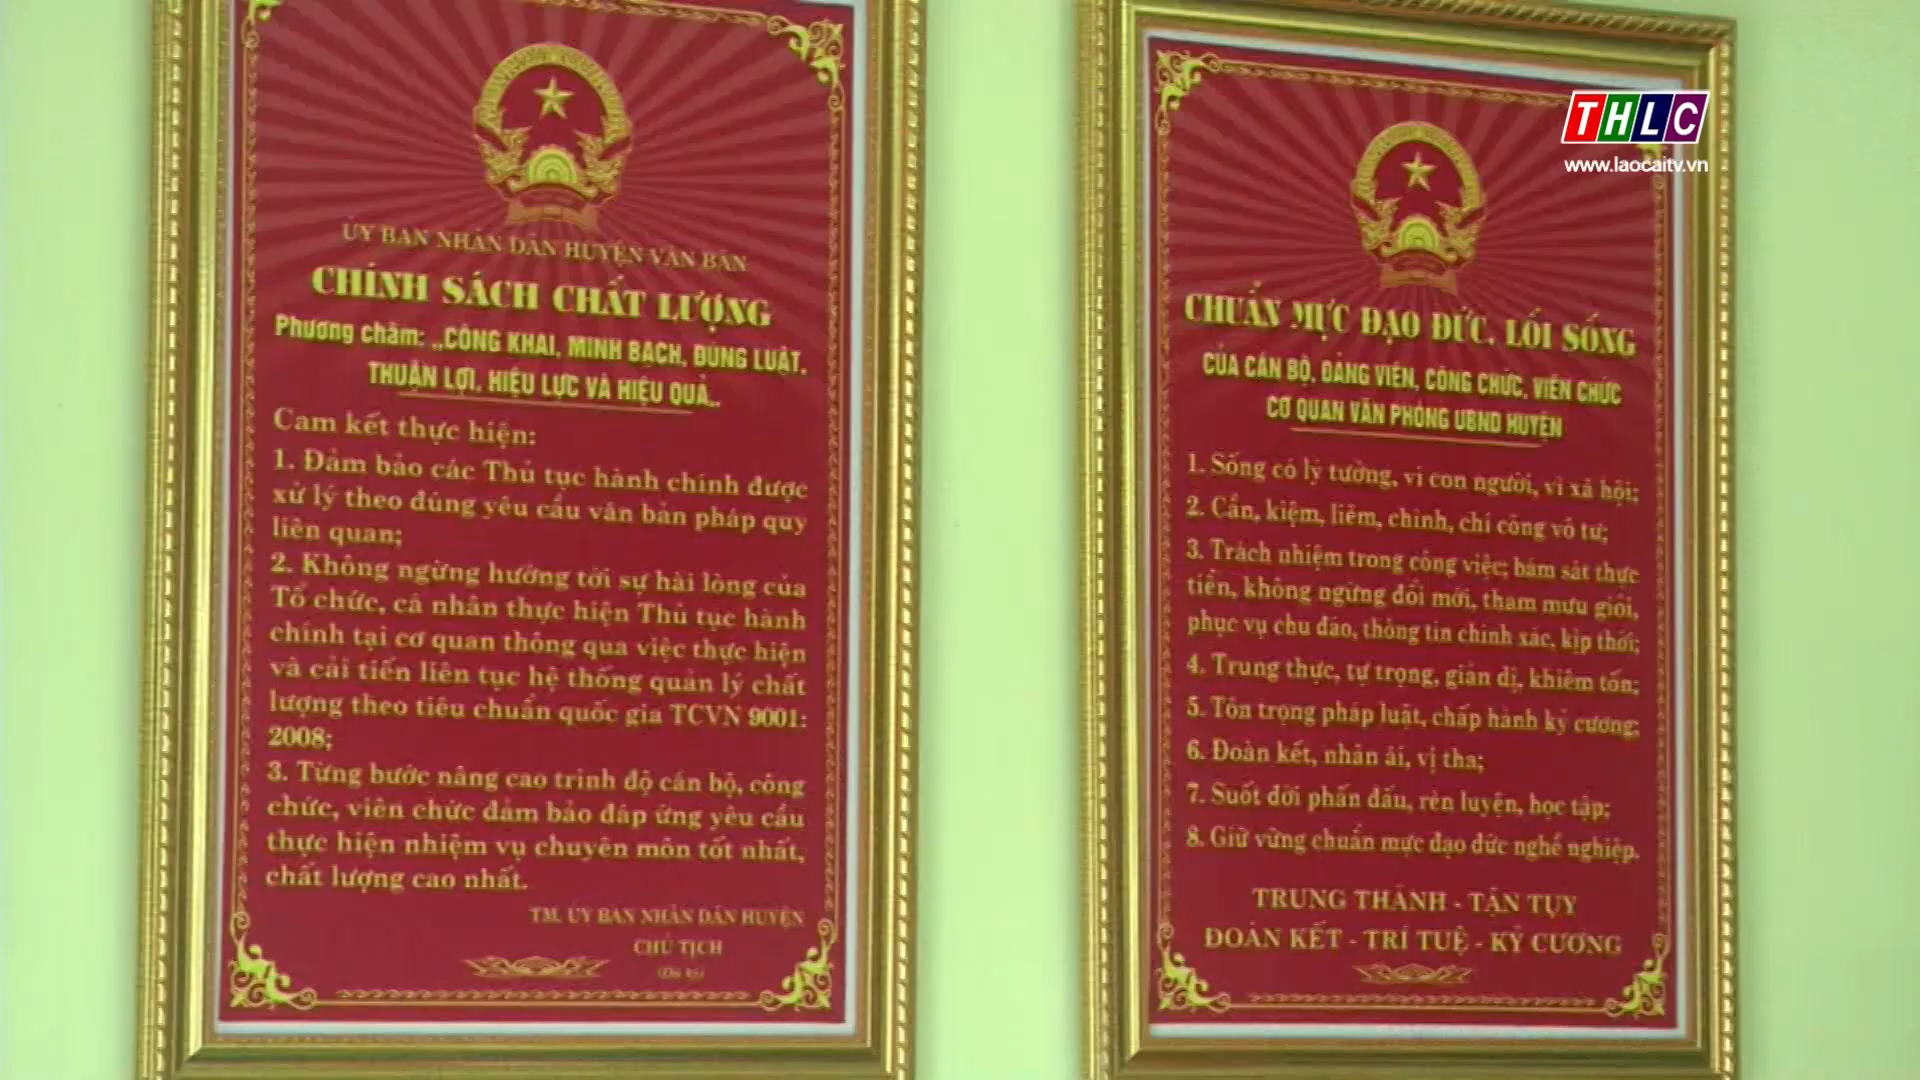 ỦY BAN NHÂN DÂN HUYỆN VĂN BÀN
CHÍNH SÁCH CHẤT LƯỢNG
Phương châm: ,,CÔNG KHAI, MINH BẠCH, ĐÚNG LUẬT,
THUẬN LỢI, HIỆU LỰC VÀ HIỆU QUẢ,,
Cam kết thực hiện:
1. Đảm bảo các Thủ tục hành chính được
xử lý theo đúng yêu cầu văn bản pháp quy
liên quan;
2. Không ngừng hướng tới sự hài lòng của
Tổ chức, cá nhân thực hiện Thủ tục hành
chính tại cơ quan thông qua việc thực hiện
và cải tiến liên tục hệ thống quản lý chất
lượng theo tiêu chuẩn quốc gia TCVN 9001:
2008;
3. Từng bước nâng cao trình độ cán bộ, công
chức, viên chức đảm bảo đáp ứng yêu cầu
thực hiện nhiệm vụ chuyên môn tốt nhất,
chất lượng cao nhất.
TM. ỦY BAN NHÂN DÂN HUYỆN
CHỦ TỊCH
(Đã ký)
CHUẨN MỰC ĐẠO ĐỨC, LỐI SỐNG
CỦA CÁN BỘ, ĐẢNG VIÊN, CÔNG CHỨC, VIÊN CHỨC
CƠ QUAN VĂN PHÒNG UBND HUYỆN
1. Sống có lý tưởng, vì con người, vì xã hội;
2. Cần, kiệm, liêm, chính, chí công vô tư;
3. Trách nhiệm trong công việc; bám sát thực
tiễn, không ngừng đổi mới, tham mưu giỏi,
phục vụ chu đáo, thông tin chính xác, kịp thời;
4. Trung thực, tự trọng, giản dị, khiêm tốn;
5. Tôn trọng pháp luật, chấp hành kỷ cương;
6. Đoàn kết, nhân ái, vị tha;
7. Suốt đời phấn đấu, rèn luyện, học tập;
8. Giữ vững chuẩn mực đạo đức nghề nghiệp.
TRUNG THÀNH - TẬN TỤY
ĐOÀN KẾT - TRÍ TUỆ - KỶ CƯƠNG
THLC
www.laocaitv.vn